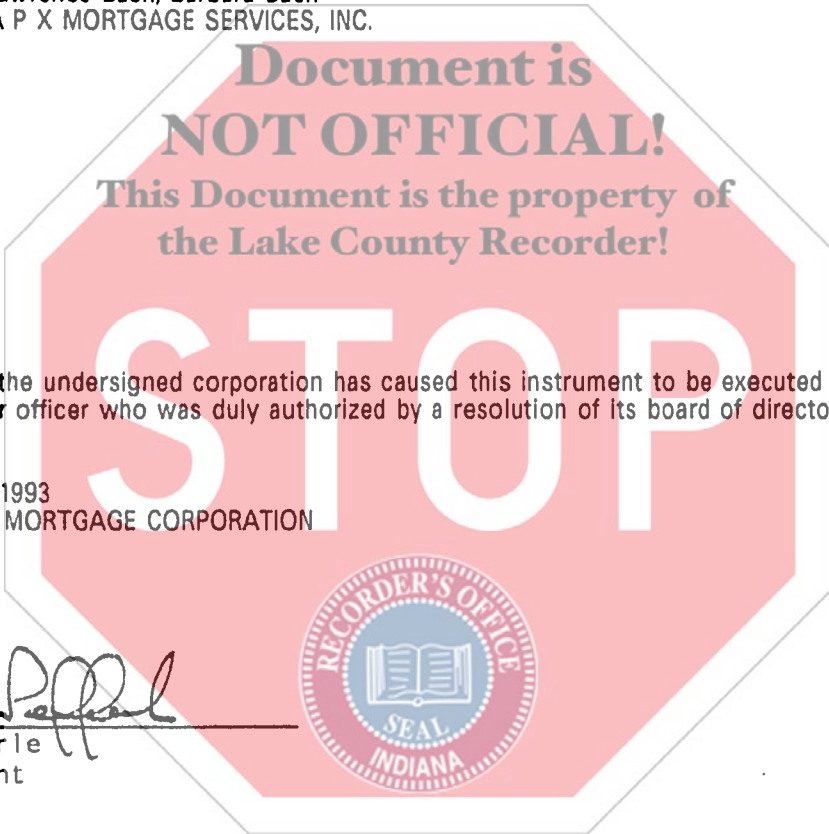 A P X MORTGAGE SERVICES, INC.
Document is
NOT OFFICIAL!
This Document is the property of
the Lake County Recorder!
STOP
the undersigned corporation has caused this instrument to be executed
r officer who was duly authorized by a resolution of its board of directo
1993
MORTGAGE CORPORATION
RECORDER'S OFFICE
SEAL
INDIANA
rle
nt